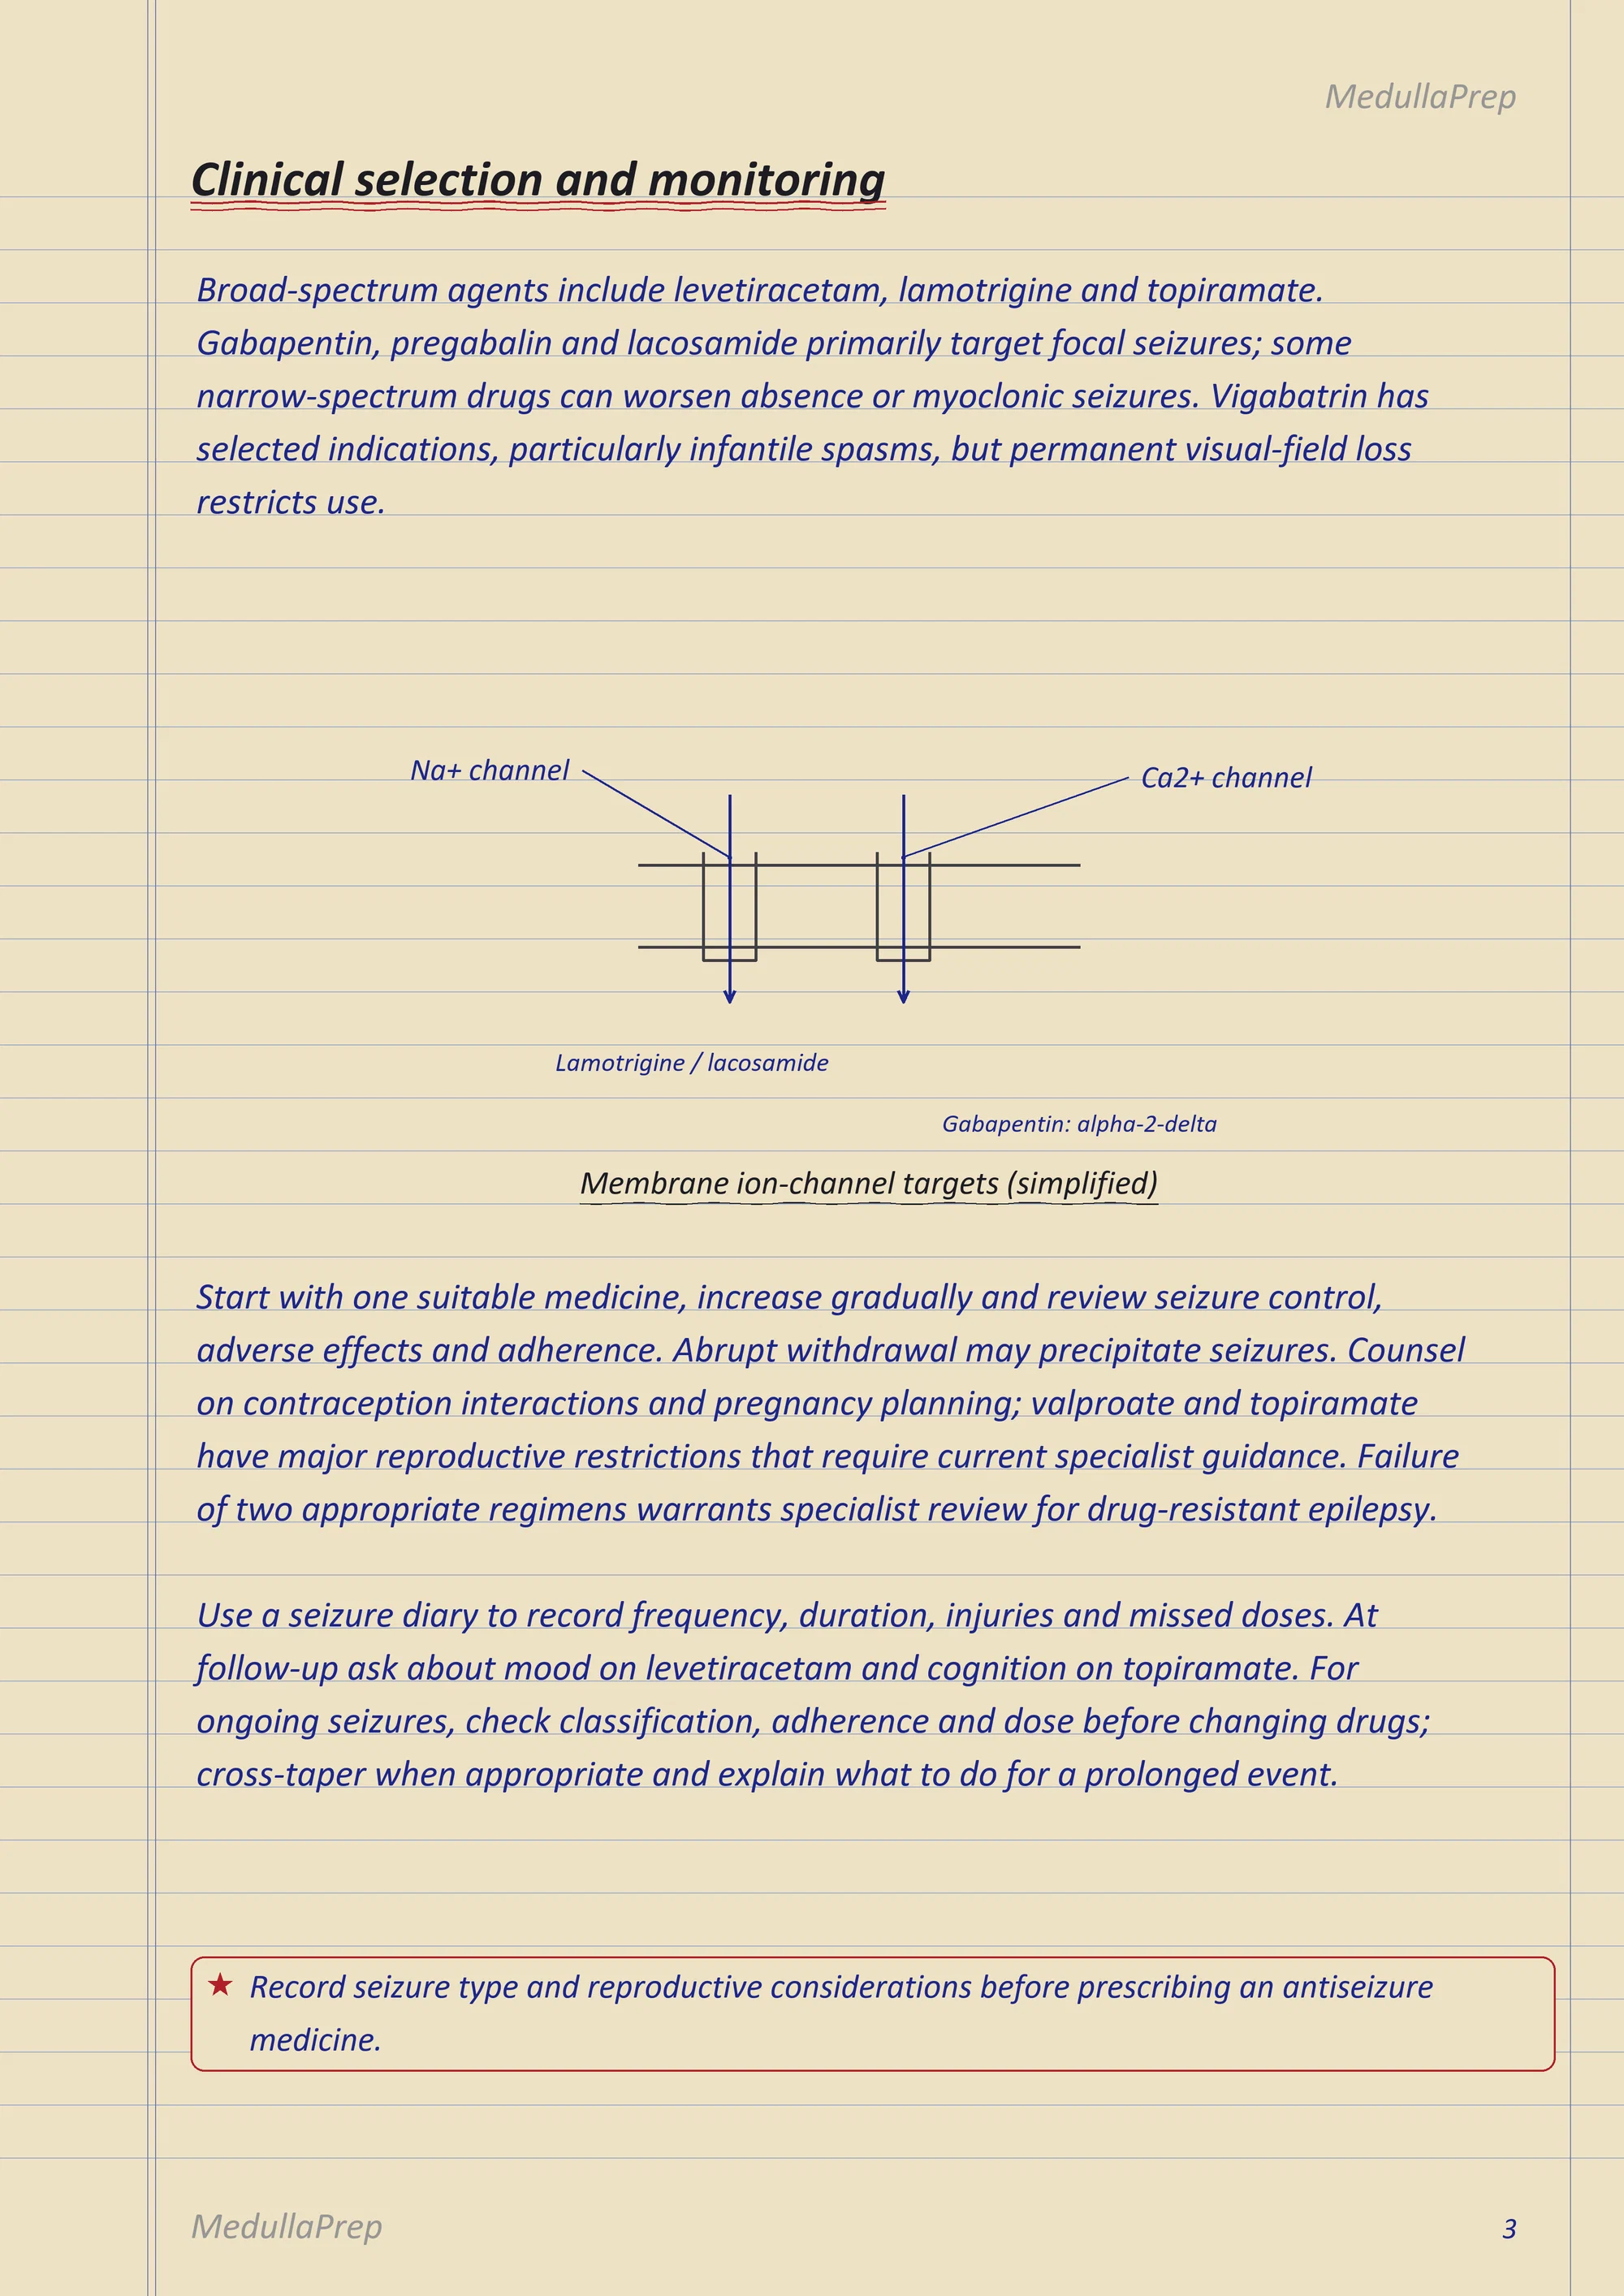 MedullaPrep
Clinical selection and monitoring
Broad-spectrum agents include levetiracetam, lamotrigine and topiramate.
Gabapentin, pregabalin and lacosamide primarily target focal seizures; some
narrow-spectrum drugs can worsen absence or myoclonic seizures. Vigabatrin has
selected indications, particularly infantile spasms, but permanent visual-field loss
restricts use.
Na+ channel
Ca2+ channel
Lamotrigine / lacosamide
Gabapentin: alpha-2-delta
Membrane ion-channel targets (simplified)
Start with one suitable medicine, increase gradually and review seizure control,
adverse effects and adherence. Abrupt withdrawal may precipitate seizures. Counsel
on contraception interactions and pregnancy planning; valproate and topiramate
have major reproductive restrictions that require current specialist guidance. Failure
of two appropriate regimens warrants specialist review for drug-resistant epilepsy.
Use a seizure diary to record frequency, duration, injuries and missed doses. At
follow-up ask about mood on levetiracetam and cognition on topiramate. For
ongoing seizures, check classification, adherence and dose before changing drugs;
cross-taper when appropriate and explain what to do for a prolonged event.
★ Record seizure type and reproductive considerations before prescribing an antiseizure
medicine.
MedullaPrep
3